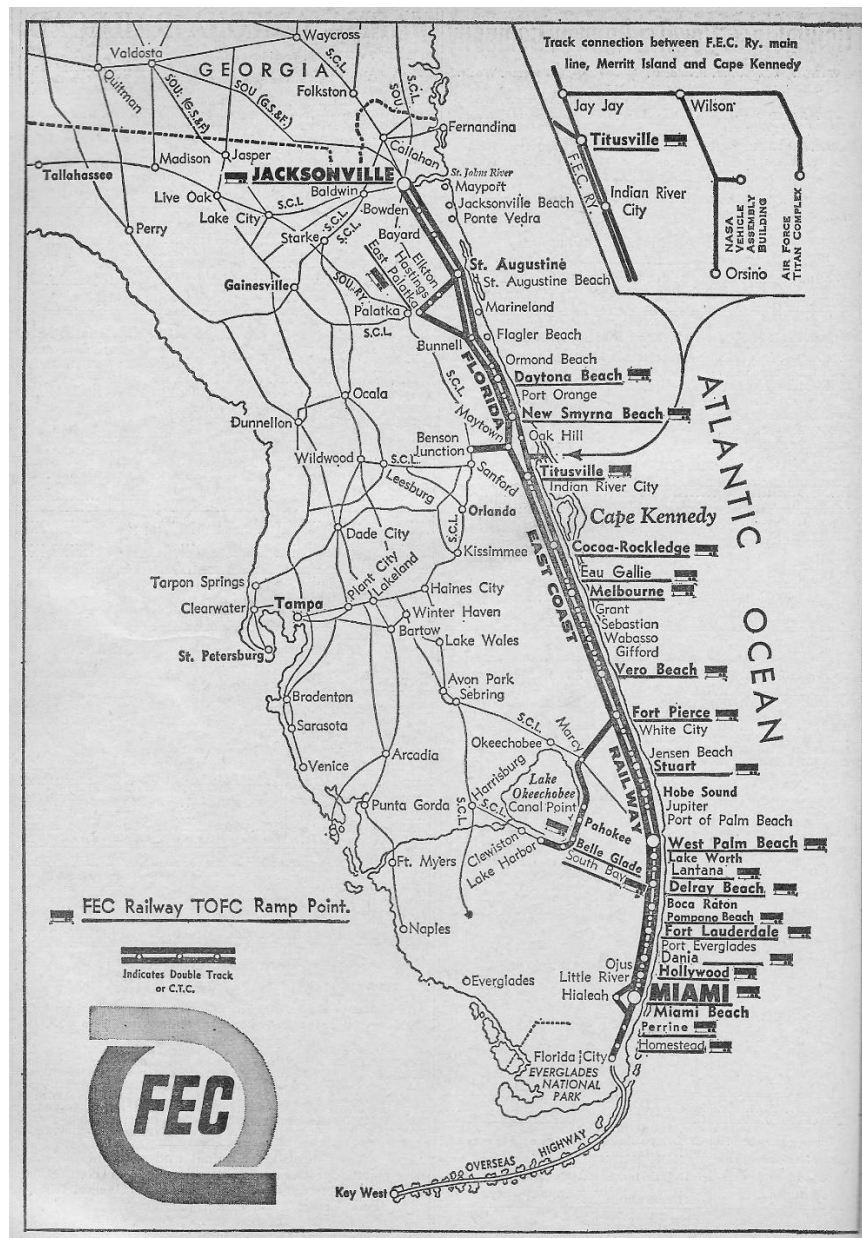 Waycross
Valdosta
Quitman
GEORGIA
SOU. (G.S.&F.)
SOU (G.S.&F.)
S.C.L.
S.C.L.
SOU.
Folkston
Fernandina
Callahan
Tallahassee
Madison
Jasper
JACKSONVILLE
St. Johns River
Mayport
Baldwin
Live Oak
S.C.L.
Jacksonville Beach
Lake City
Bowden
Ponte Vedra
Perry
S.C.L.
S.C.L.
Starke
Bayard
Elkton
Hastings
East Palatka
St. Augustine
St. Augustine Beach
SOU. RY.
Gainesville
Palatka
S.C.L.
Marineland
Bunnell
Flagler Beach
S.C.L.
FLORIDA
Ormond Beach
Daytona Beach
Port Orange
Ocala
New Smyrna Beach
Dunnellon
Maytown
Oak Hill
Benson
Junction
Wildwood
S.C.L.
Leesburg
Sanford
Titusville
Indian River City
Orlando
S.C.L.
Cape Kennedy
Dade City
Kissimmee
EAST COAST
Cocoa-Rockledge
Tarpon Springs
Plant City
Lakeland
Haines City
Eau Gallie
Melbourne
Clearwater
Tampa
Winter Haven
Grant
Sebastian
Bartow
Lake Wales
Wabasso
Gifford
St. Petersburg
Vero Beach
Avon Park
Sebring
Bradenton
S.C.L.
Fort Pierce
White City
Sarasota
Okeechobee
Marcy
RAILWAY
Jensen Beach
Venice
Arcadia
Stuart
Harrisburg
Lake
Okeechobee
Canal Point
Hobe Sound
Jupiter
Port of Palm Beach
Punta Gorda
S.C.L.
S.C.L.
Pahokee
West Palm Beach
Clewiston
Lake Harbor
Belle Glade
South Bay
Lake Worth
Lantana
Ft. Myers
Delray Beach
Boca Raton
Pompano Beach
Fort Lauderdale
Port Everglades
Naples
Dania
Ojus
Little River
Hollywood
Everglades
Hialeah
MIAMI
Miami Beach
Perrine
Florida City
Homestead
EVERGLADES
NATIONAL
PARK
OVERSEAS HIGHWAY
Key West
ATLANTIC
OCEAN
Track connection between F.E.C. Ry. main
line, Merritt Island and Cape Kennedy
Jay Jay
Wilson
Titusville
F.E.C. RY.
Indian River
City
NASA
VEHICLE
ASSEMBLY
BUILDING
AIR FORCE
TITAN COMPLEX
Orsino
FEC Railway TOFC Ramp Point.
Indicates Double Track
or C.T.C.
FEC